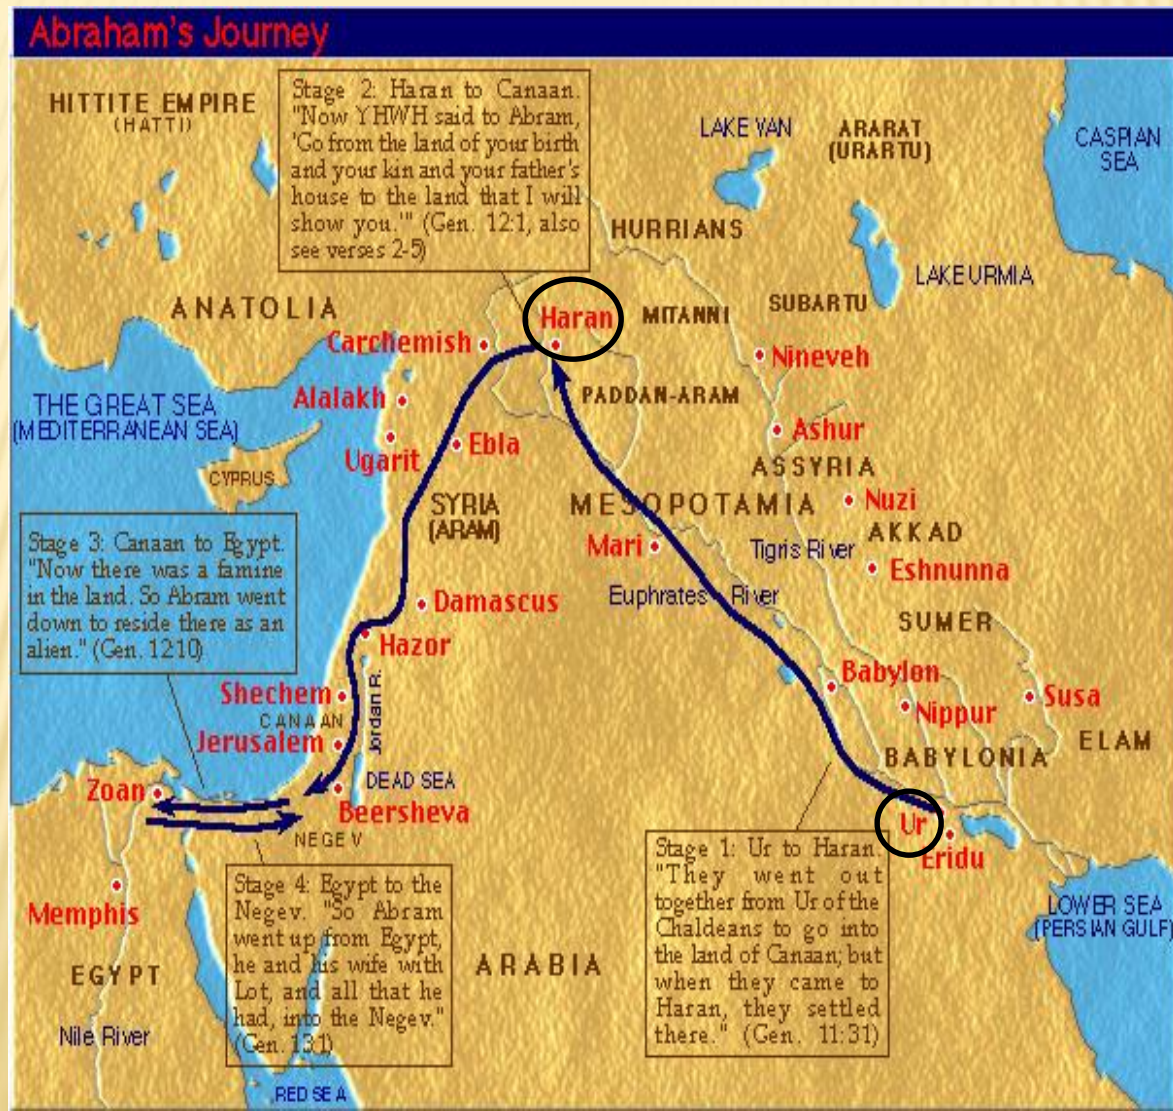 Abraham's Journey
HITTITE EMPIRE
(HATTI)
Stage 2: Haran to Canaan.
"Now YHWH said to Abram,
'Go from the land of your birth
and your kin and your father's
house to the land that I will
show you.'" (Gen. 12:1, also
see verses 2-5)
LAKE VAN
ARARAT
(URARTU)
CASPIAN
SEA
HURRIANS
LAKE URMIA
ANATOLIA
Haran
MITANNI
SUBARTU
Carchemish
Nineveh
THE GREAT SEA
(MEDITERRANEAN SEA)
Alalakh
PADDAN-ARAM
Ashur
Ugarit
Ebla
CYPRUS
ASSYRIA
SYRIA
(ARAM)
MESOPOTAMIA
Nuzi
AKKAD
Stage 3: Canaan to Egypt.
"Now there was a famine
in the land. So Abram went
down to reside there as an
alien." (Gen. 12:10)
Mari
Tigris River
Eshnunna
Damascus
Euphrates River
SUMER
Hazor
Shechem
CANAAN
Jordan R.
Babylon
Nippur
Susa
Jerusalem
BABYLONIA
ELAM
Zoan
DEAD SEA
Beersheva
NEGEV
Ur
Eridu
Stage 1: Ur to Haran.
"They went out
together from Ur of the
Chaldeans to go into
the land of Canaan; but
when they came to
Haran, they settled
there." (Gen. 11:31)
Stage 4: Egypt to the
Negev. "So Abram
went up from Egypt,
he and his wife with
Lot, and all that he
had, into the Negev."
(Gen. 13:1)
Memphis
LOWER SEA
(PERSIAN GULF)
EGYPT
ARABIA
Nile River
RED SEA